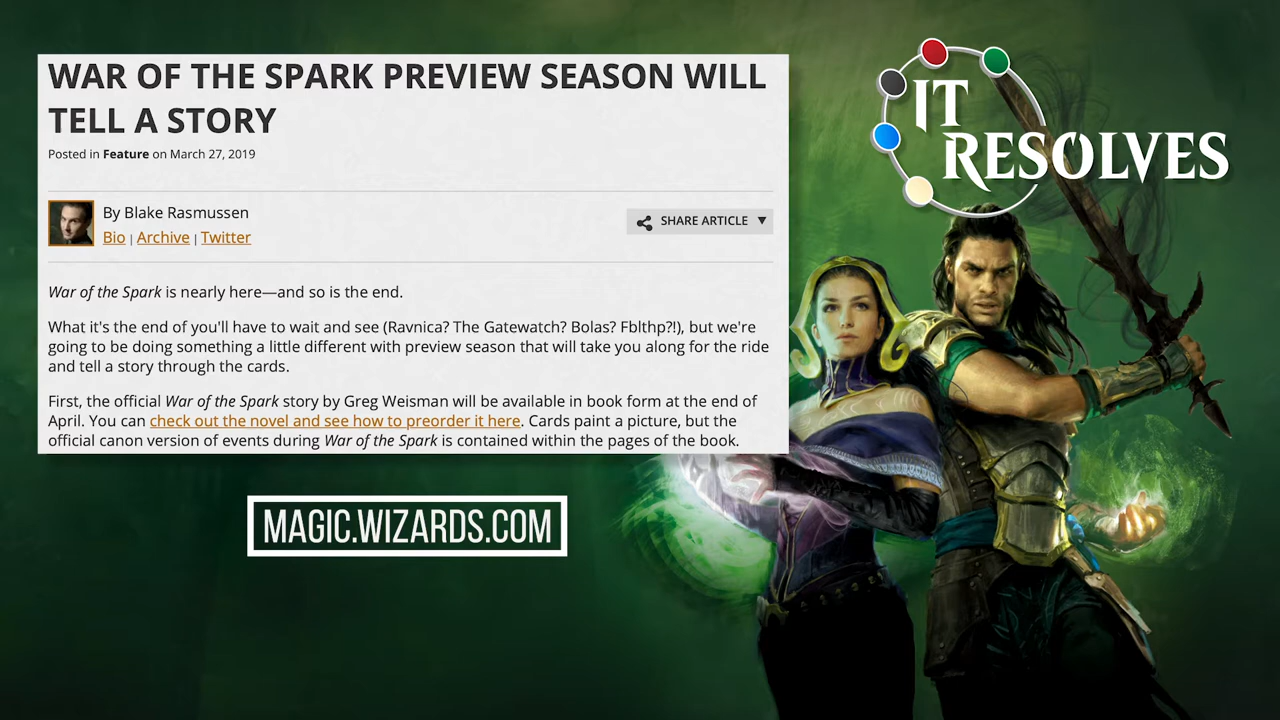 WAR OF THE SPARK PREVIEW SEASON WILL
TELL A STORY
Posted in Feature on March 27, 2019
By Blake Rasmussen
Bio | Archive | Twitter
SHARE ARTICLE
War of the Spark is nearly here—and so is the end.
What it's the end of you'll have to wait and see (Ravnica? The Gatewatch? Bolas? Fblthp?!), but we're
going to be doing something a little different with preview season that will take you along for the ride
and tell a story through the cards.
First, the official War of the Spark story by Greg Weisman will be available in book form at the end of
April. You can check out the novel and see how to preorder it here. Cards paint a picture, but the
official canon version of events during War of the Spark is contained within the pages of the book.
MAGIC.WIZARDS.COM
IT
RESOLVES